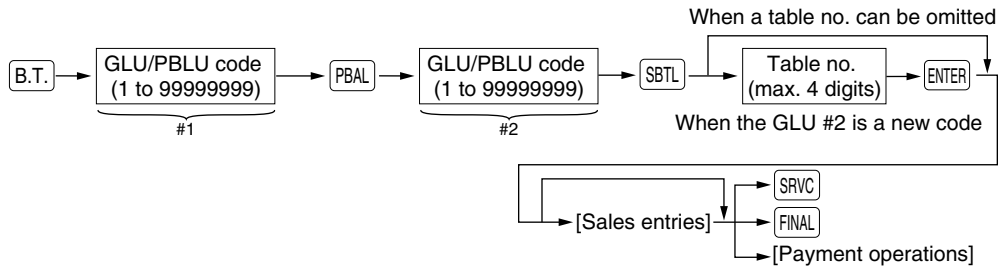 When a table no. can be omitted
B.T.
GLU/PBLU code
(1 to 99999999)
#1
PBAL
GLU/PBLU code
(1 to 99999999)
#2
SBTL
Table no.
(max. 4 digits)
ENTER
When the GLU #2 is a new code
[Sales entries]
SRVC
FINAL
[Payment operations]